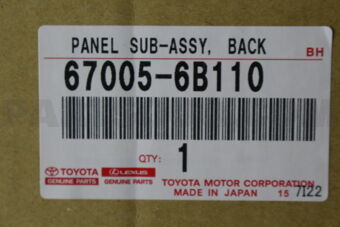 PANEL SUB-ASSY, BACK BH
67005-6B110
QTY: 1
TOYOTA LEXUS
GENUINE PARTS GENUINE PARTS
TOYOTA MOTOR CORPORATION
MADE IN JAPAN 15 7122